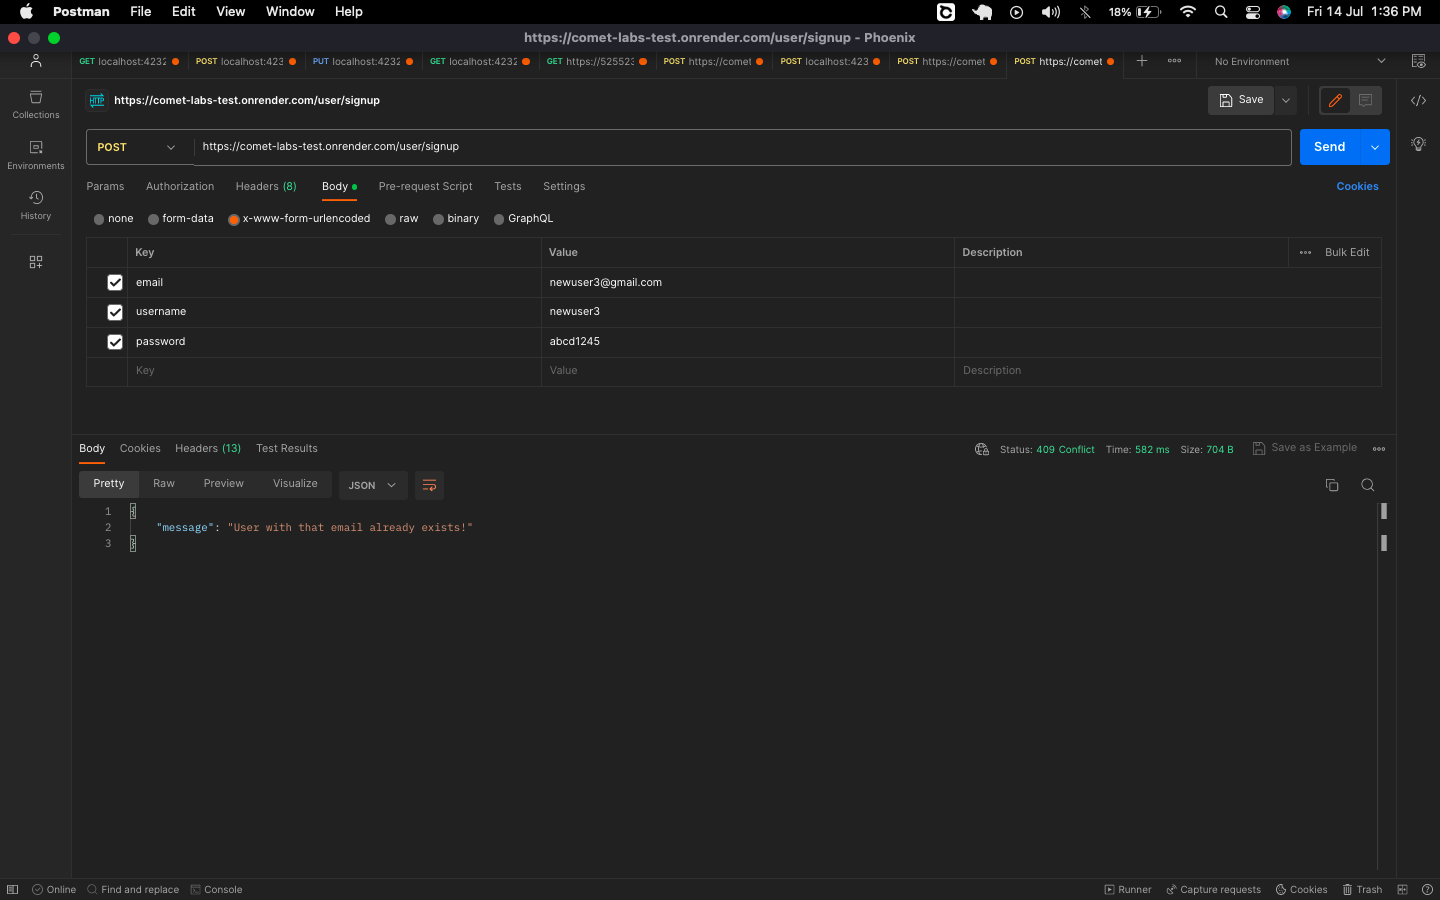 Postman File Edit View Window Help 18% Fri 14 Jul 1:36 PM
https://comet-labs-test.onrender.com/user/signup - Phoenix
GET localhost:4232 POST localhost:423 PUT localhost:4232 GET localhost:4232 GET https://525523 POST https://comet POST localhost:423 POST https://comet POST https://comet No Environment
HTTP https://comet-labs-test.onrender.com/user/signup Save
Collections
Environments
History
POST https://comet-labs-test.onrender.com/user/signup Send
Params Authorization Headers (8) Body Pre-request Script Tests Settings Cookies
none form-data x-www-form-urlencoded raw binary GraphQL
Key Value Description Bulk Edit
email newuser3@gmail.com
username newuser3
password abcd1245
Key Value Description
Body Cookies Headers (13) Test Results Status: 409 Conflict Time: 582 ms Size: 704 B Save as Example
Pretty Raw Preview Visualize JSON
1 {
2 "message": "User with that email already exists!"
3 }
Online Find and replace Console Runner Capture requests Cookies Trash